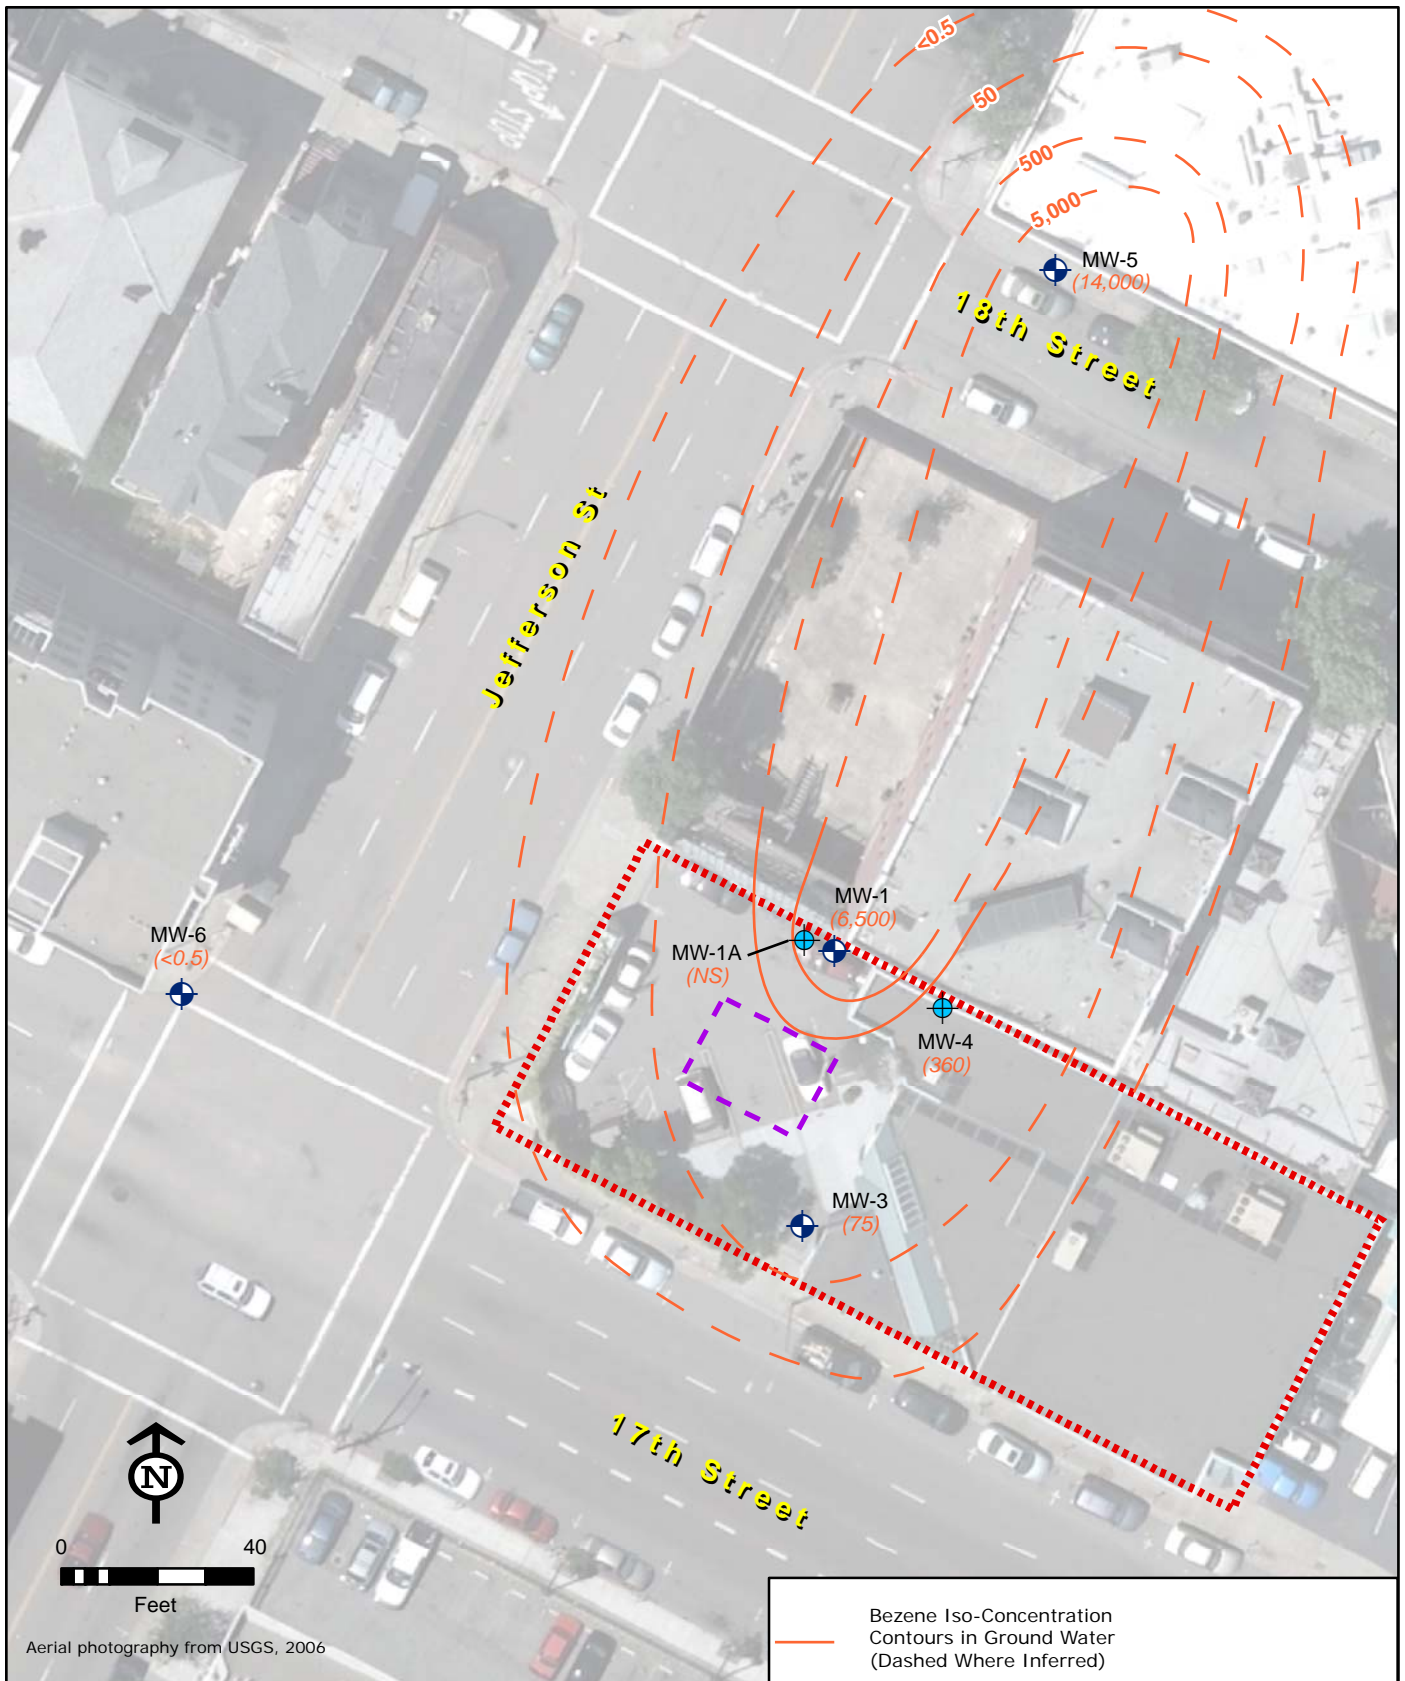 <0.5
50
500
5,000
STOP STOP
MW-5
(14,000)
18th Street
Jefferson St
MW-1
(6,500)
MW-1A
(NS)
MW-6
(<0.5)
MW-4
(360)
MW-3
(75)
17th Street
N
0 40
Feet
Aerial photography from USGS, 2006
Bezene Iso-Concentration
Contours in Ground Water
(Dashed Where Inferred)